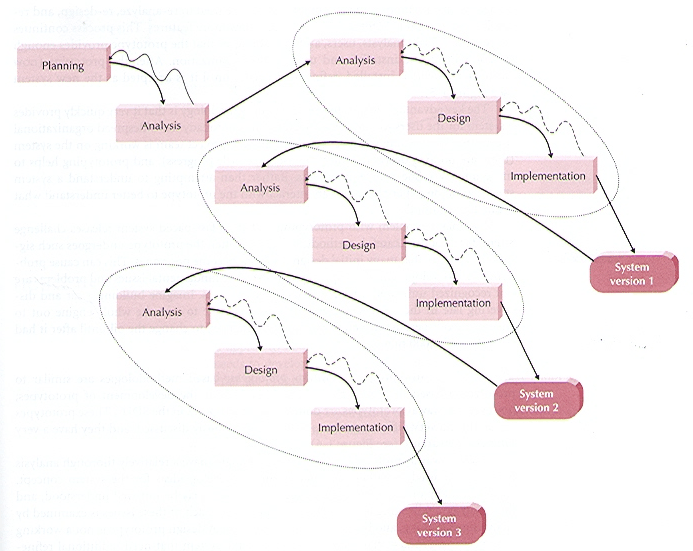 Planning
Analysis
Analysis
Design
Implementation
System
version 1
Analysis
Design
Implementation
System
version 2
Analysis
Design
Implementation
System
version 3